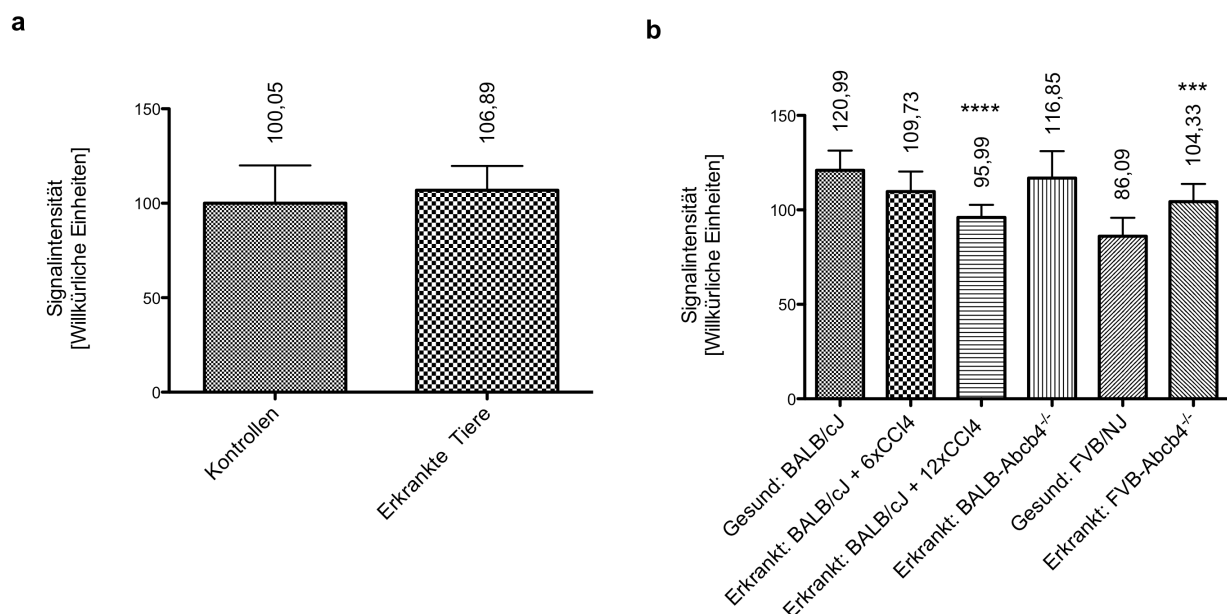 a
150
100
50
0
Signalintensität
[Willkürliche Einheiten]
100,05
106,89
Kontrollen
Erkrankte Tiere
b
150
100
50
0
Signalintensität
[Willkürliche Einheiten]
120,99
109,73
****
95,99
116,85
86,09
***
104,33
Gesund: BALB/cJ
Erkrankt: BALB/cJ + 6xCCl4
Erkrankt: BALB/cJ + 12xCCl4
Erkrankt: BALB-Abcb4-/-
Gesund: FVB/NJ
Erkrankt: FVB-Abcb4-/-